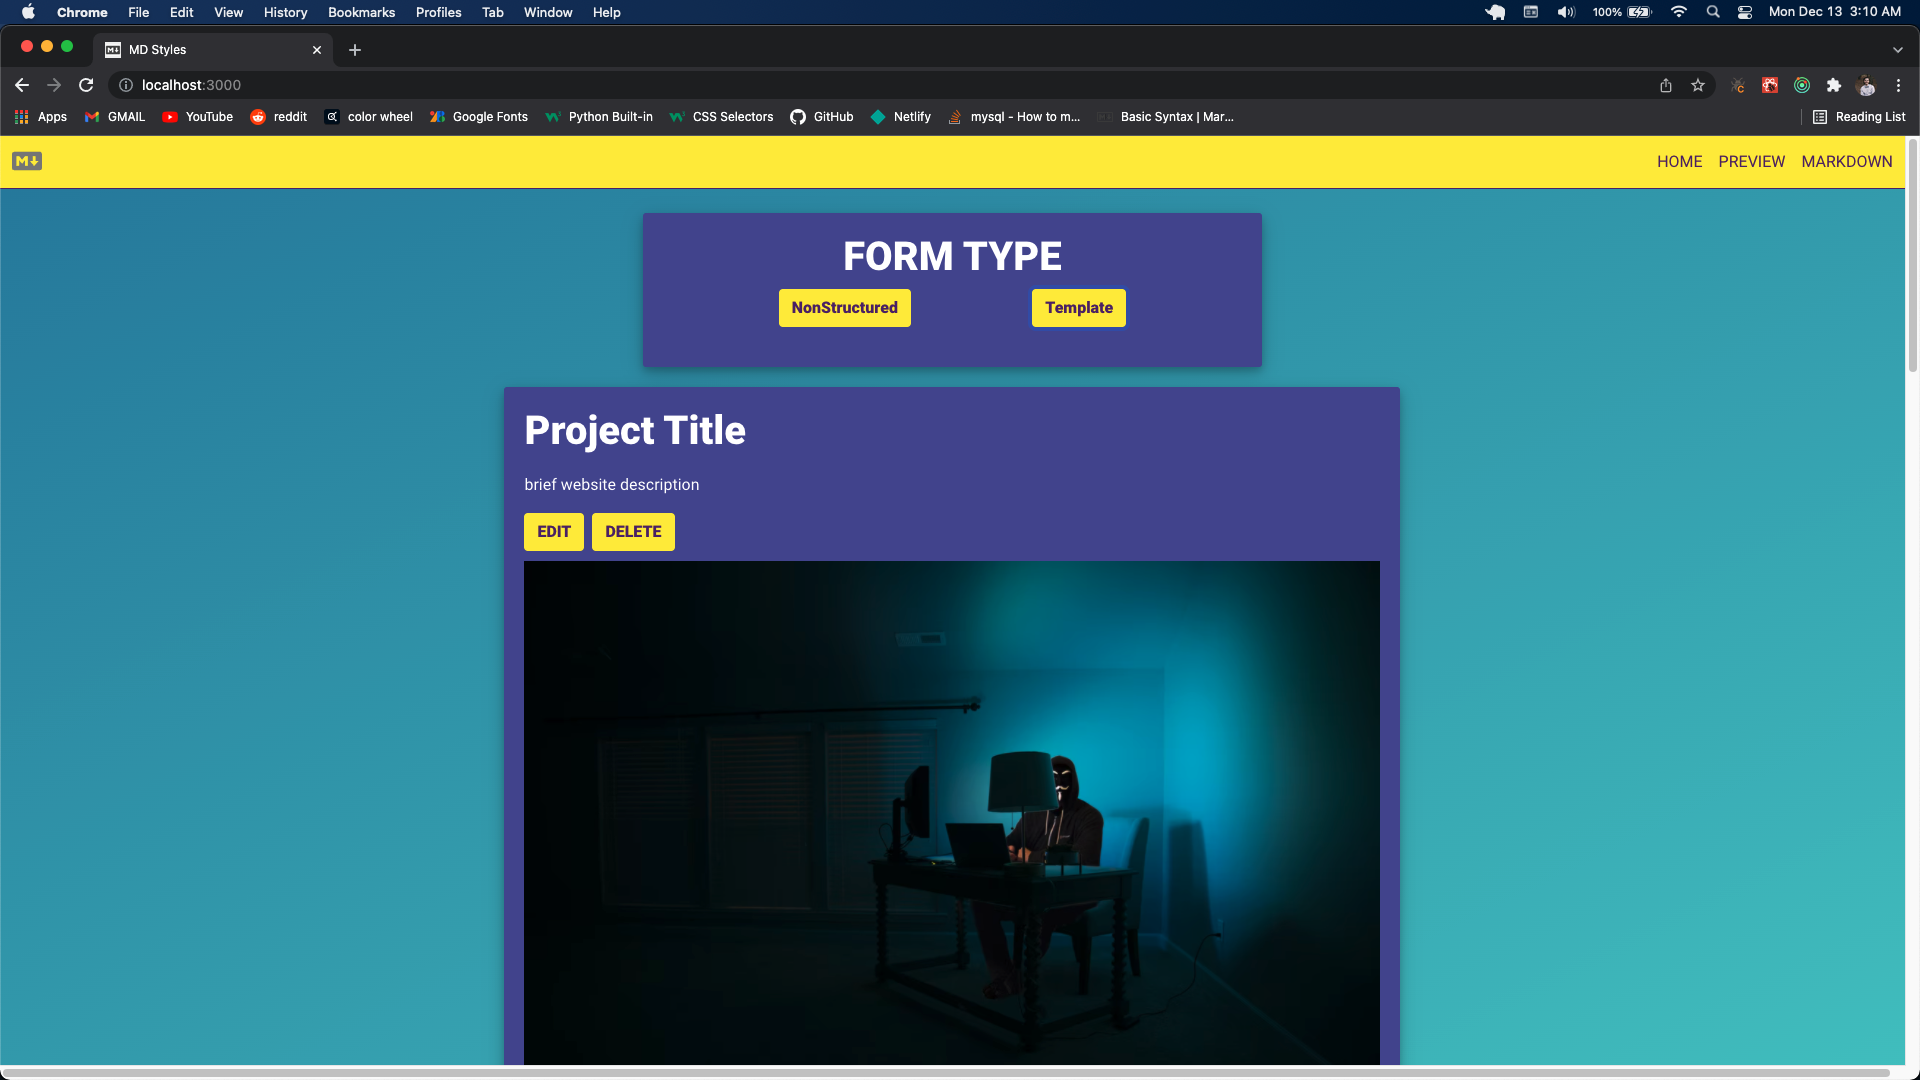 Chrome File Edit View History Bookmarks Profiles Tab Window Help 100% Mon Dec 13 3:10 AM
MD Styles
localhost:3000
Apps GMAIL YouTube reddit color wheel Google Fonts Python Built-in CSS Selectors GitHub Netlify mysql - How to m... Basic Syntax | Mar... Reading List
M HOME PREVIEW MARKDOWN
FORM TYPE
NonStructured Template
Project Title
brief website description
EDIT DELETE